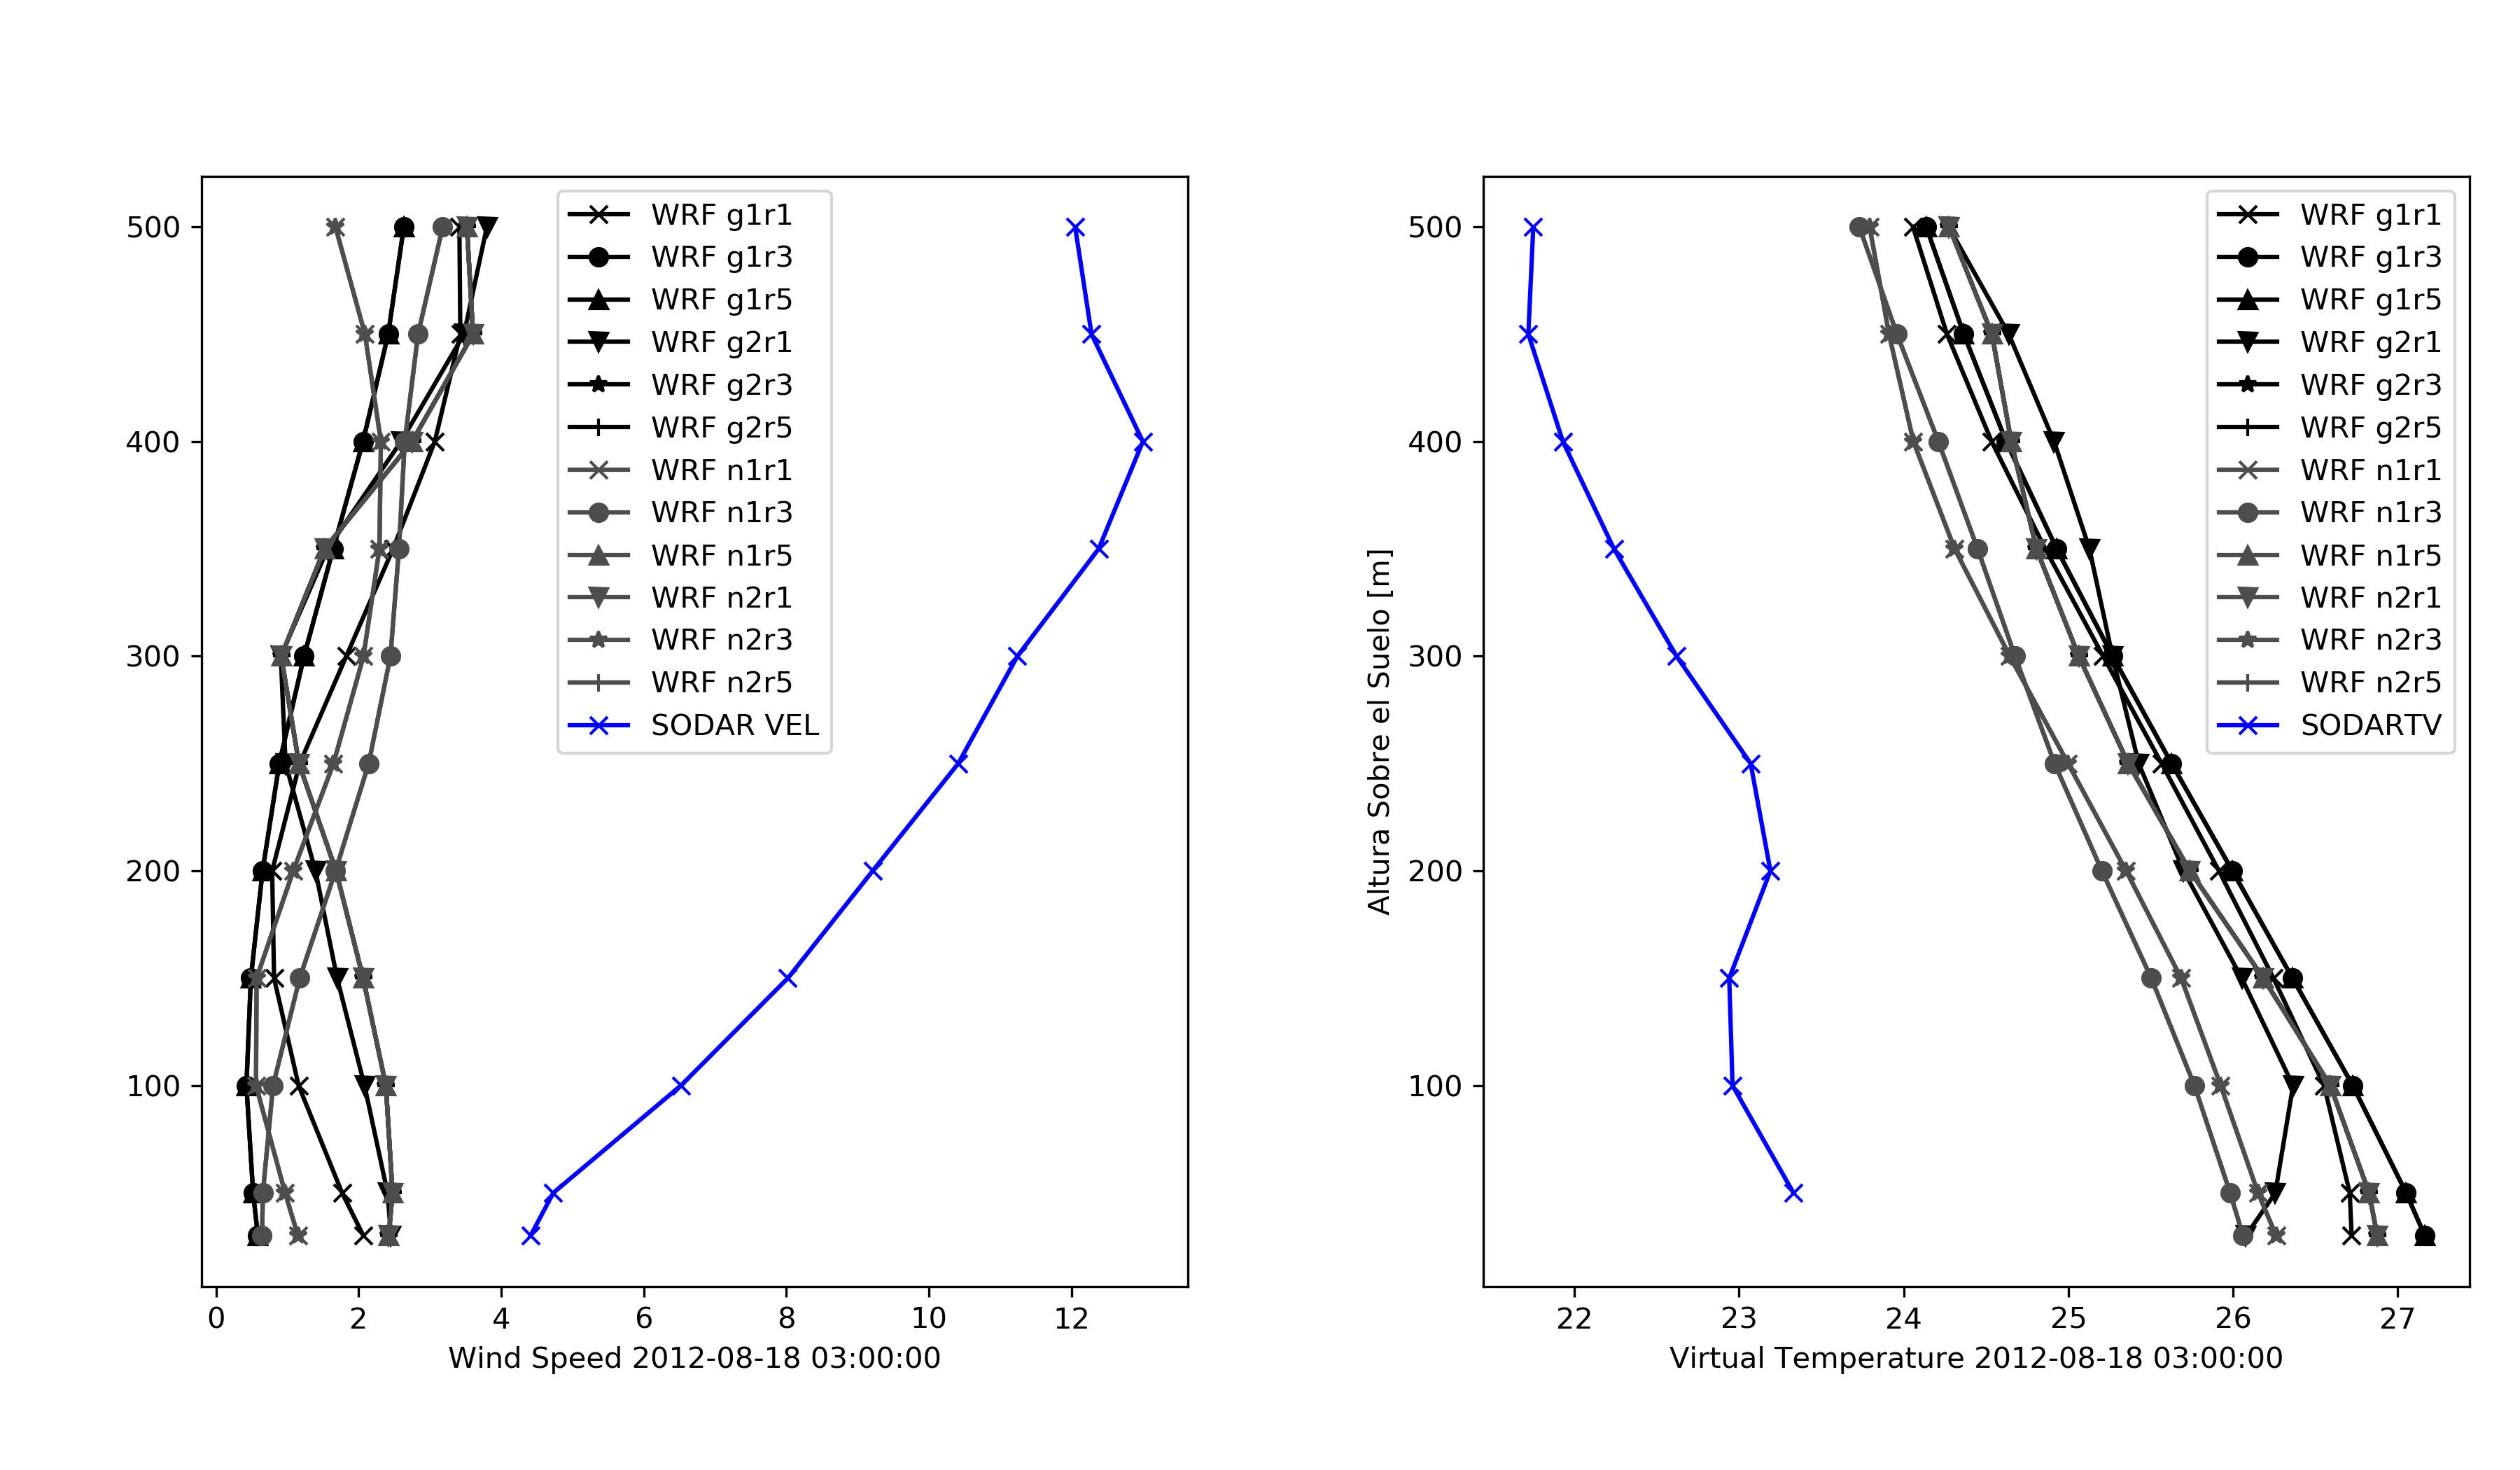 500
400
300
200
100
0 2 4 6 8 10 12
Wind Speed 2012-08-18 03:00:00
WRF g1r1
WRF g1r3
WRF g1r5
WRF g2r1
WRF g2r3
WRF g2r5
WRF n1r1
WRF n1r3
WRF n1r5
WRF n2r1
WRF n2r3
WRF n2r5
SODAR VEL
Altura Sobre el Suelo [m]
500
400
300
200
100
22 23 24 25 26 27
Virtual Temperature 2012-08-18 03:00:00
WRF g1r1
WRF g1r3
WRF g1r5
WRF g2r1
WRF g2r3
WRF g2r5
WRF n1r1
WRF n1r3
WRF n1r5
WRF n2r1
WRF n2r3
WRF n2r5
SODARTV